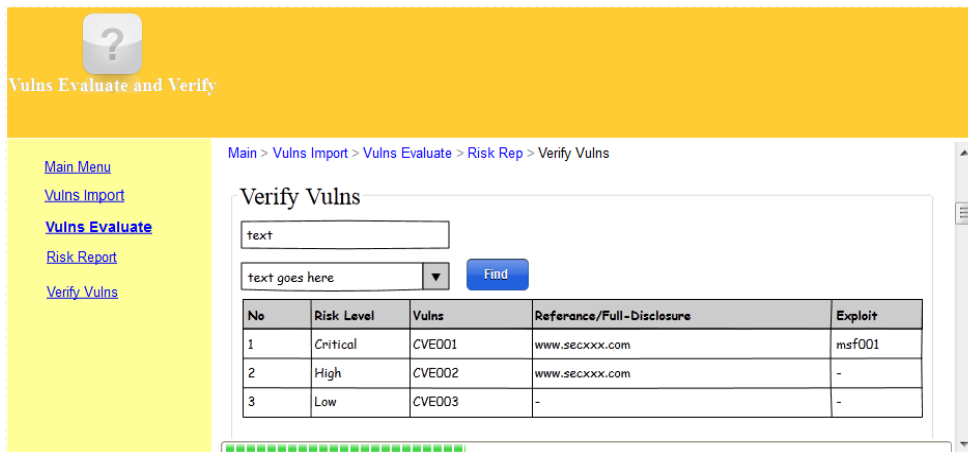 ?
Vulns Evaluate and Verify
Main Menu
Vulns Import
Vulns Evaluate
Risk Report
Verify Vulns
Main > Vulns Import > Vulns Evaluate > Risk Rep > Verify Vulns
Verify Vulns
text
text goes here
Find
No Risk Level Vulns Referance/Full-Disclosure Exploit
1 Critical CVE001 www.secxxx.com msf001
2 High CVE002 www.secxxx.com -
3 Low CVE003 - -